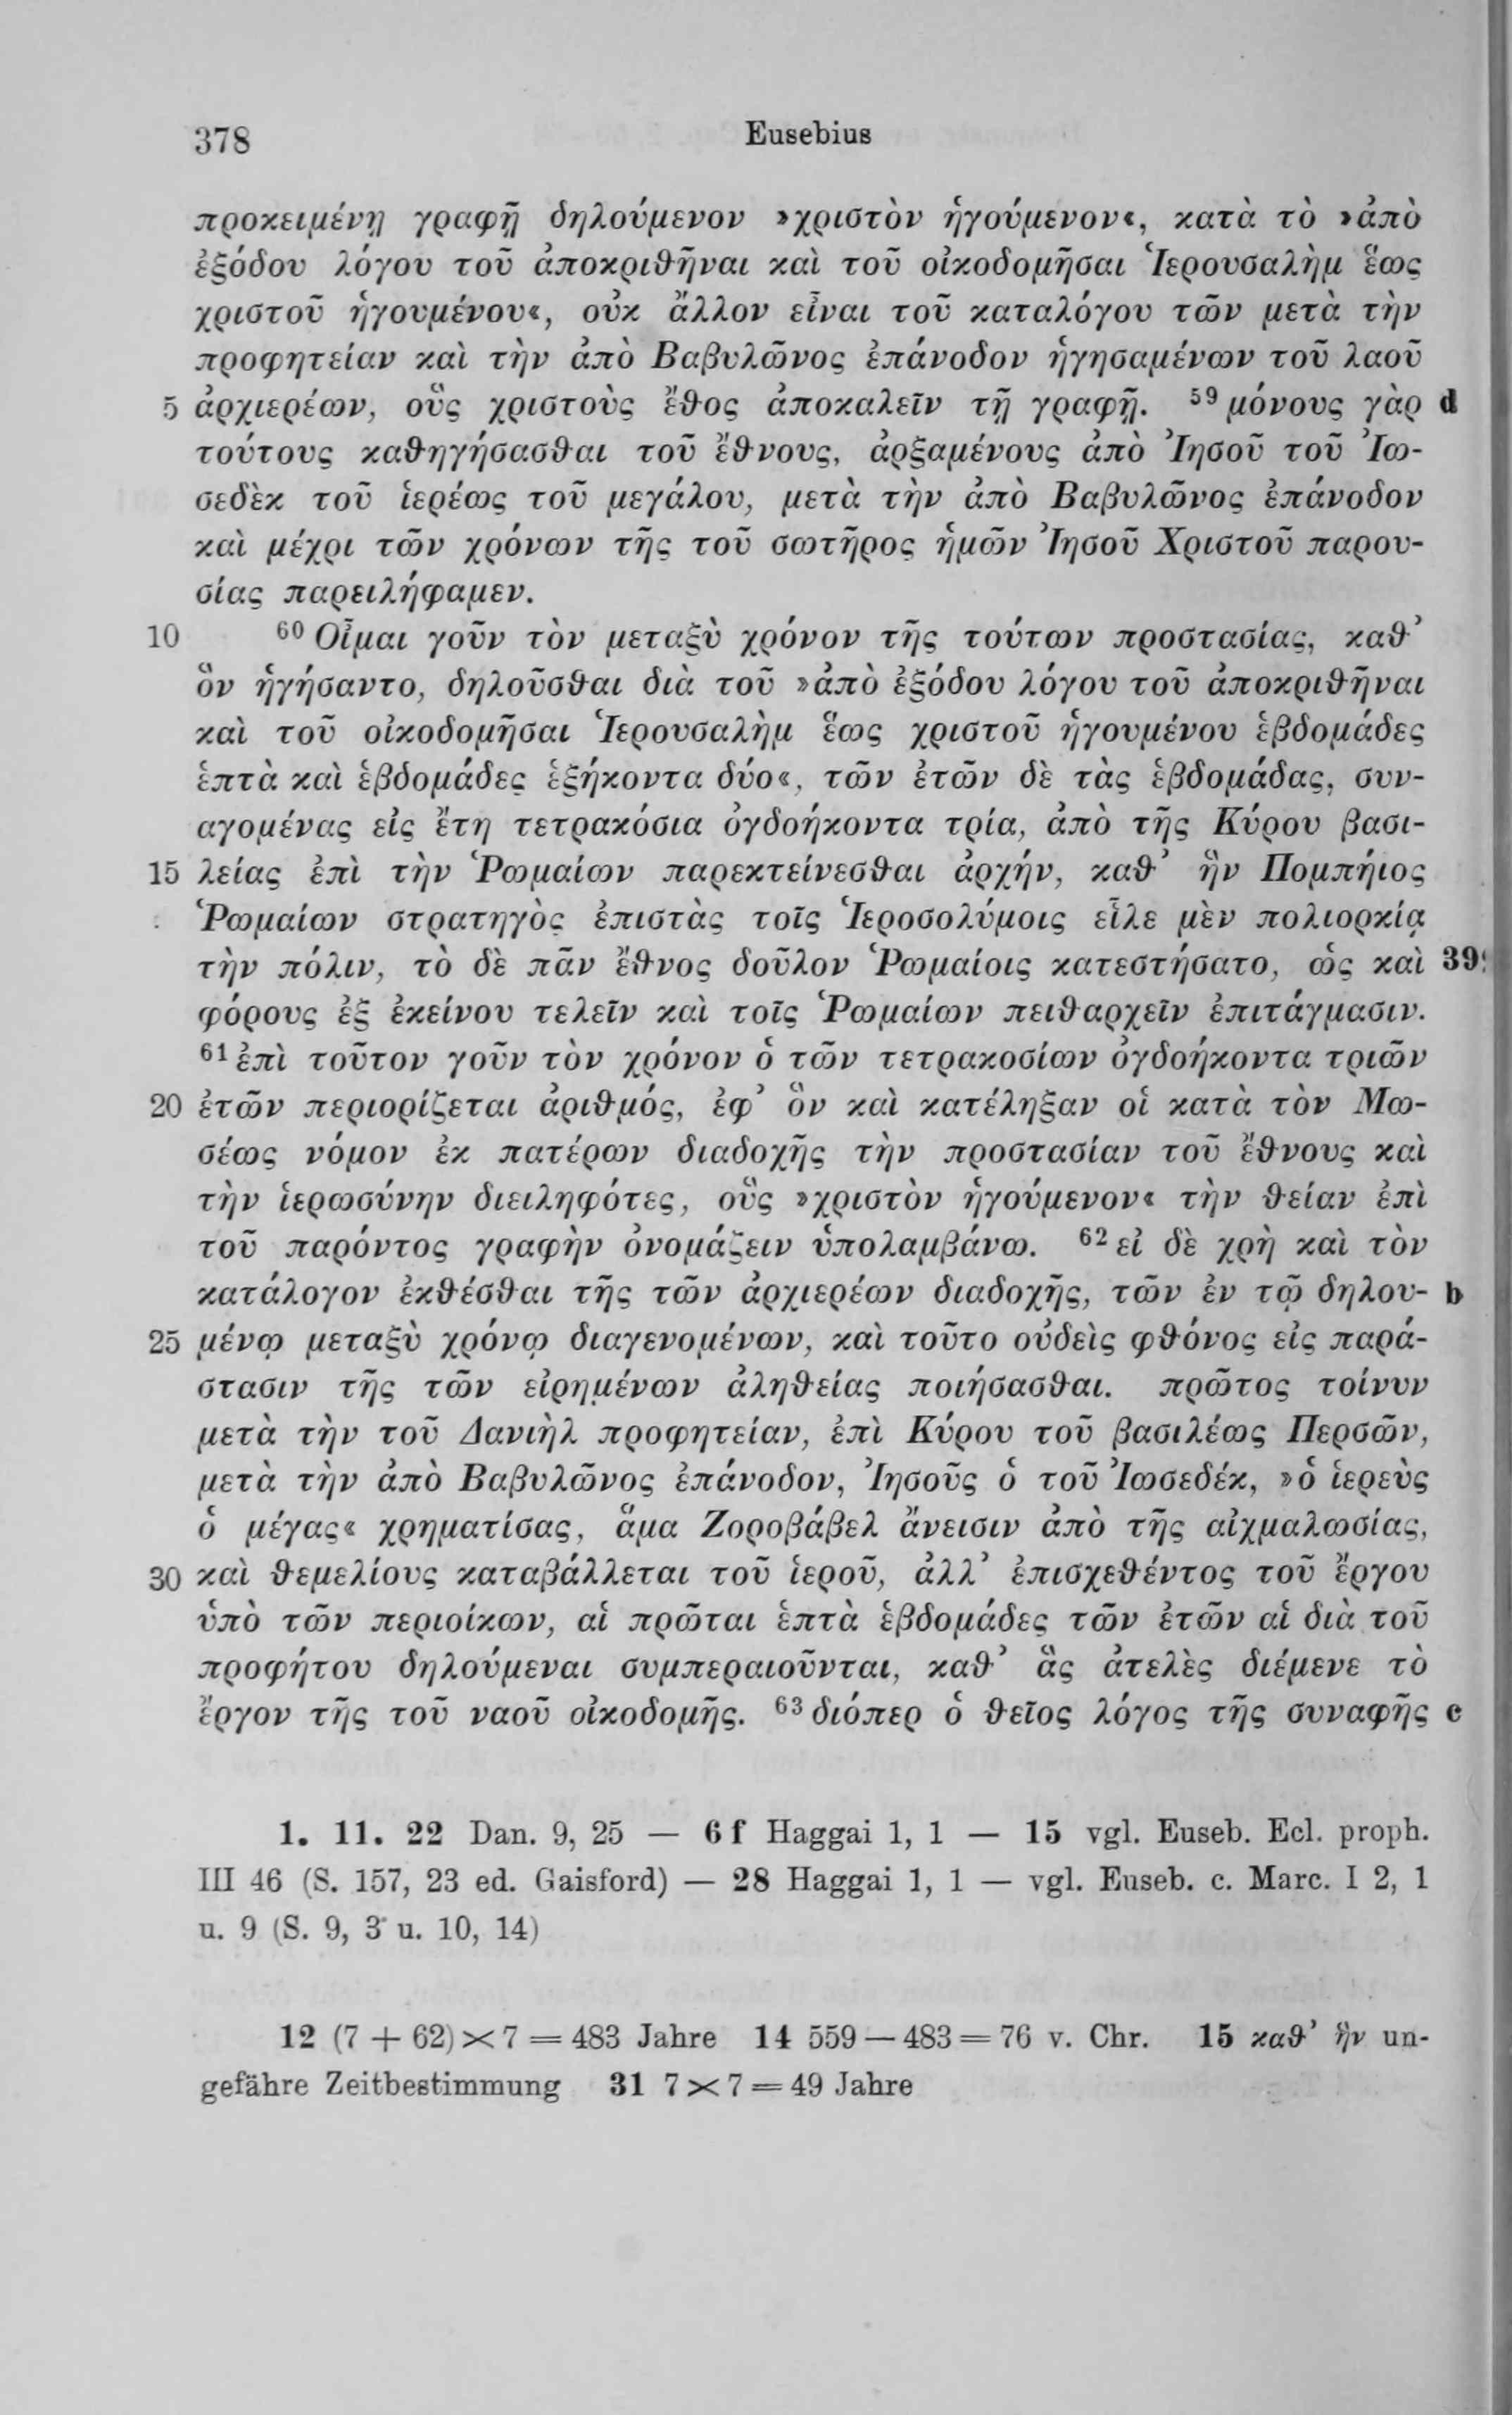 378 Eusebius
προκειμένῃ γραφῇ δηλούμενον »χριστὸν ἡγούμενον«, κατὰ τὸ »ἀπὸ
ἐξόδου λόγου τοῦ ἀποκριθῆναι καὶ τοῦ οἰκοδομῆσαι Ἱερουσαλὴμ ἕως
χριστοῦ ἡγουμένου«, οὐκ ἄλλον εἶναι τοῦ καταλόγου τῶν μετὰ τὴν
προφητείαν καὶ τὴν ἀπὸ Βαβυλῶνος ἐπάνοδον ἡγησαμένων τοῦ λαοῦ
5 ἀρχιερέων, οὓς χριστοὺς ἔθος ἀποκαλεῖν τῇ γραφῇ. ⁵⁹ μόνους γὰρ d
τούτους καθηγήσασθαι τοῦ ἔθνους, ἀρξαμένους ἀπὸ Ἰησοῦ τοῦ Ἰω-
σεδὲκ τοῦ ἱερέως τοῦ μεγάλου, μετὰ τὴν ἀπὸ Βαβυλῶνος ἐπάνοδον
καὶ μέχρι τῶν χρόνων τῆς τοῦ σωτῆρος ἡμῶν Ἰησοῦ Χριστοῦ παρου-
σίας παρειλήφαμεν.
10 ⁶⁰ Οἶμαι γοῦν τὸν μεταξὺ χρόνον τῆς τούτων προστασίας, καθ’
ὃν ἡγήσαντο, δηλοῦσθαι διὰ τοῦ »ἀπὸ ἐξόδου λόγου τοῦ ἀποκριθῆναι
καὶ τοῦ οἰκοδομῆσαι Ἱερουσαλὴμ ἕως χριστοῦ ἡγουμένου ἑβδομάδες
ἑπτὰ καὶ ἑβδομάδες ἑξήκοντα δύο«, τῶν ἐτῶν δὲ τὰς ἑβδομάδας, συν-
αγομένας εἰς ἔτη τετρακόσια ὀγδοήκοντα τρία, ἀπὸ τῆς Κύρου βασι-
15 λείας ἐπὶ τὴν Ῥωμαίων παρεκτείνεσθαι ἀρχήν, καθ’ ἣν Πομπήιος
Ῥωμαίων στρατηγὸς ἐπιστὰς τοῖς Ἱεροσολύμοις εἷλε μὲν πολιορκίᾳ
τὴν πόλιν, τὸ δὲ πᾶν ἔθνος δοῦλον Ῥωμαίοις κατεστήσατο, ὡς καὶ 39
φόρους ἐξ ἐκείνου τελεῖν καὶ τοῖς Ῥωμαίων πειθαρχεῖν ἐπιτάγμασιν.
⁶¹ ἐπὶ τοῦτον γοῦν τὸν χρόνον ὁ τῶν τετρακοσίων ὀγδοήκοντα τριῶν
20 ἐτῶν περιορίζεται ἀριθμός, ἐφ’ ὃν καὶ κατέληξαν οἱ κατὰ τὸν Μω-
σέως νόμον ἐκ πατέρων διαδοχῆς τὴν προστασίαν τοῦ ἔθνους καὶ
τὴν ἱερωσύνην διειληφότες, οὓς »χριστὸν ἡγούμενον« τὴν θείαν ἐπὶ
τοῦ παρόντος γραφὴν ὀνομάζειν ὑπολαμβάνω. ⁶² εἰ δὲ χρὴ καὶ τὸν
κατάλογον ἐκθέσθαι τῆς τῶν ἀρχιερέων διαδοχῆς, τῶν ἐν τῷ δηλου- b
25 μένῳ μεταξὺ χρόνῳ διαγενομένων, καὶ τοῦτο οὐδεὶς φθόνος εἰς παρά-
στασιν τῆς τῶν εἰρημένων ἀληθείας ποιήσασθαι. πρῶτος τοίνυν
μετὰ τὴν τοῦ Δανιὴλ προφητείαν, ἐπὶ Κύρου τοῦ βασιλέως Περσῶν,
μετὰ τὴν ἀπὸ Βαβυλῶνος ἐπάνοδον, Ἰησοῦς ὁ τοῦ Ἰωσεδέκ, »ὁ ἱερεὺς
ὁ μέγας« χρηματίσας, ἅμα Ζοροβάβελ ἄνεισιν ἀπὸ τῆς αἰχμαλωσίας,
30 καὶ θεμελίους καταβάλλεται τοῦ ἱεροῦ, ἀλλ’ ἐπισχεθέντος τοῦ ἔργου
ὑπὸ τῶν περιοίκων, αἱ πρῶται ἑπτὰ ἑβδομάδες τῶν ἐτῶν αἱ διὰ τοῦ
προφήτου δηλούμεναι συμπεραιοῦνται, καθ’ ἃς ἀτελὲς διέμενε τὸ
ἔργον τῆς τοῦ ναοῦ οἰκοδομῆς. ⁶³ διόπερ ὁ θεῖος λόγος τῆς συναφῆς c
1. 11. 22 Dan. 9, 25 — 6 f Haggai 1, 1 — 15 vgl. Euseb. Ecl. proph.
III 46 (S. 157, 23 ed. Gaisford) — 28 Haggai 1, 1 — vgl. Euseb. c. Marc. I 2, 1
u. 9 (S. 9, 3 u. 10, 14)
12 (7 + 62) × 7 = 483 Jahre 14 559 — 483 = 76 v. Chr. 15 καθ’ ἣν un-
gefähre Zeitbestimmung 31 7 × 7 = 49 Jahre